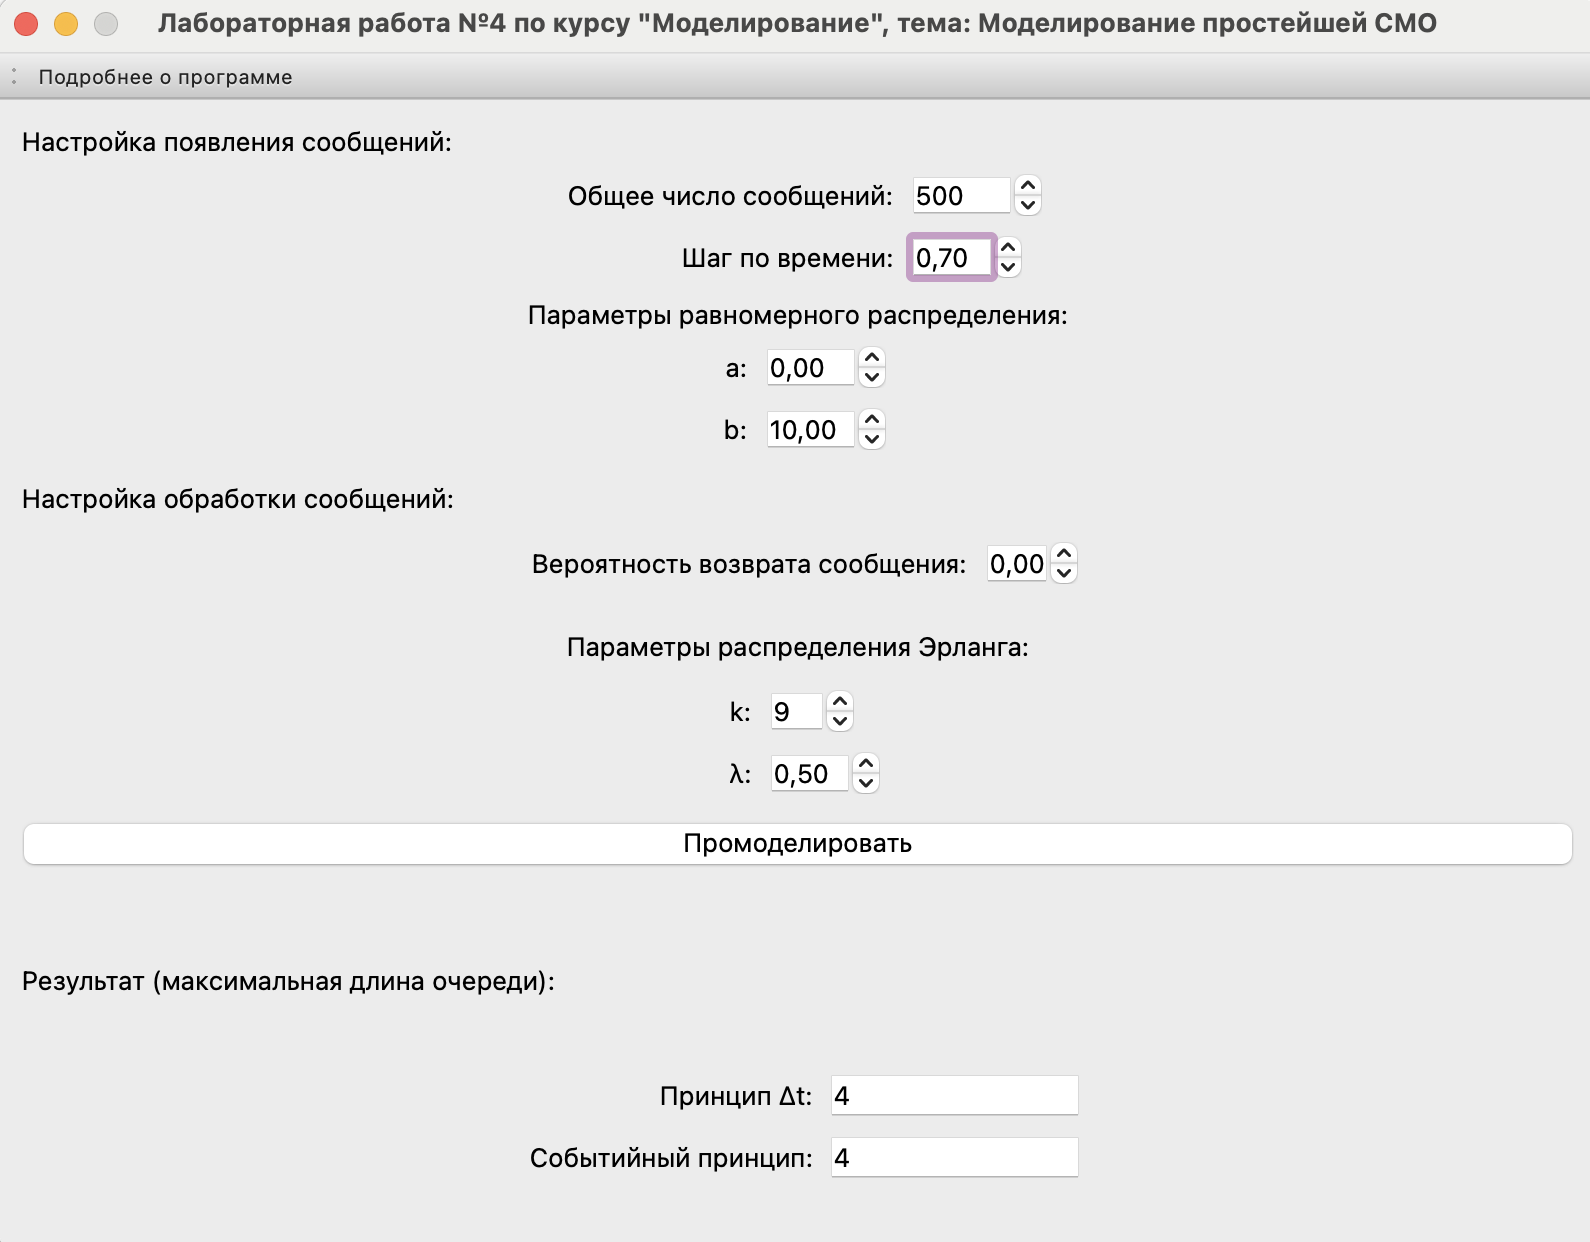 Лабораторная работа №4 по курсу "Моделирование", тема: Моделирование простейшей СМО
Подробнее о программе
Настройка появления сообщений:
Общее число сообщений: 500
Шаг по времени: 0,70
Параметры равномерного распределения:
a: 0,00
b: 10,00
Настройка обработки сообщений:
Вероятность возврата сообщения: 0,00
Параметры распределения Эрланга:
k: 9
λ: 0,50
Промоделировать
Результат (максимальная длина очереди):
Принцип Δt: 4
Событийный принцип: 4